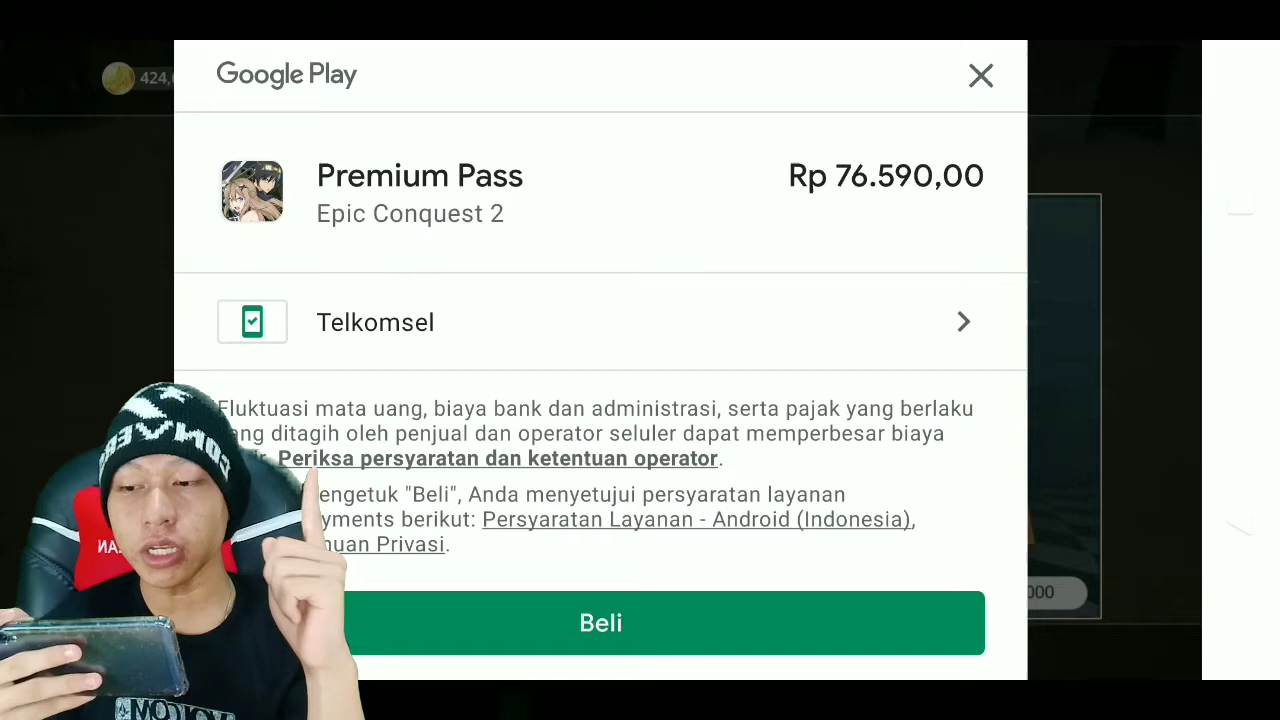 424,
Google Play
Premium Pass
Rp 76.590,00
Epic Conquest 2
Telkomsel
Fluktuasi mata uang, biaya bank dan administrasi, serta pajak yang berlaku
ang ditagih oleh penjual dan operator seluler dapat memperbesar biaya
Periksa persyaratan dan ketentuan operator.
engetuk "Beli", Anda menyetujui persyaratan layanan
yments berikut: Persyaratan Layanan - Android (Indonesia),
nuan Privasi.
000
Beli